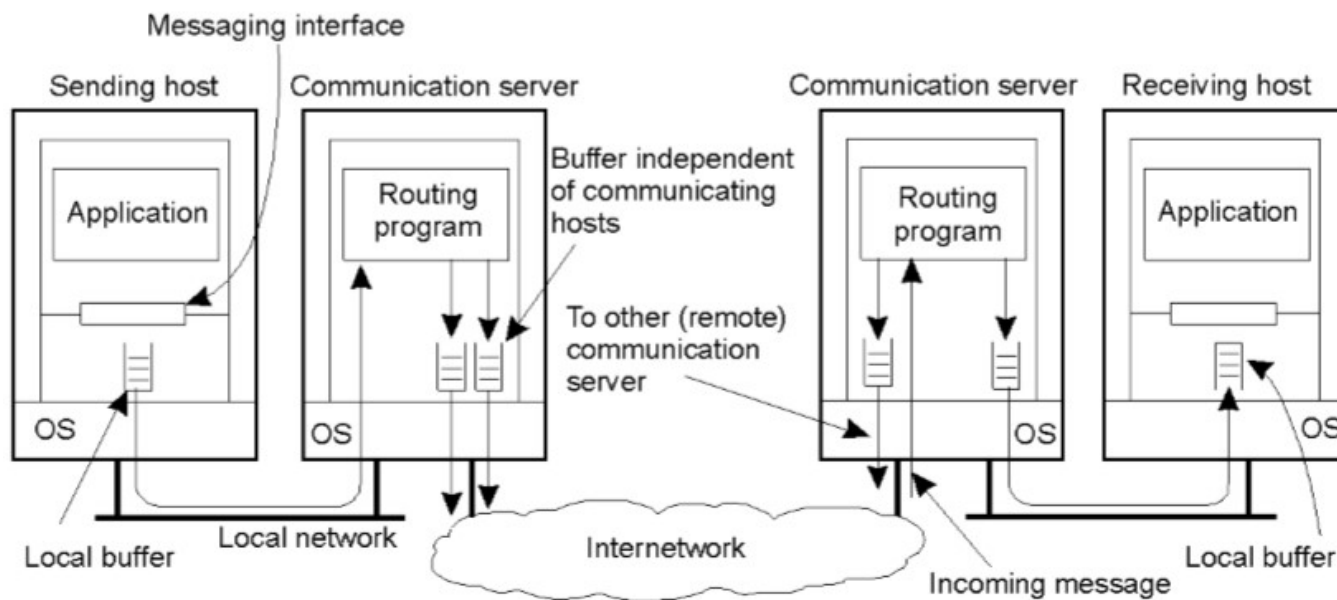 Messaging interface
Sending host
Communication server
Communication server
Receiving host
Application
Routing
program
Buffer independent
of communicating
hosts
Routing
program
Application
To other (remote)
communication
server
OS
OS
OS
OS
Local buffer
Local network
Internetwork
Incoming message
Local buffer